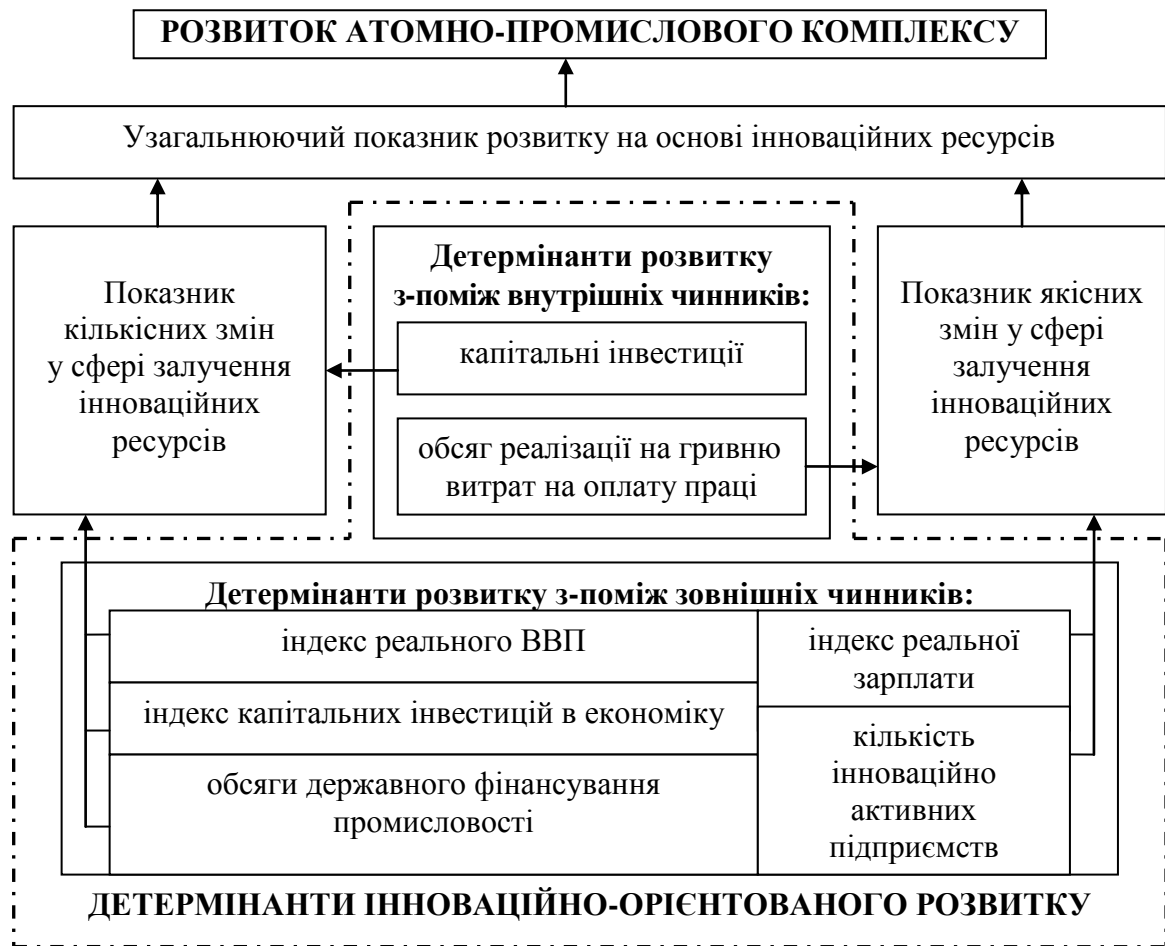 РОЗВИТОК АТОМНО-ПРОМИСЛОВОГО КОМПЛЕКСУ
Узагальнюючий показник розвитку на основі інноваційних ресурсів
Показник
кількісних змін
у сфері залучення
інноваційних
ресурсів
Детермінанти розвитку
з-поміж внутрішніх чинників:
капітальні інвестиції
обсяг реалізації на гривню
витрат на оплату праці
Показник якісних
змін у сфері
залучення
інноваційних
ресурсів
Детермінанти розвитку з-поміж зовнішніх чинників:
індекс реального ВВП
індекс капітальних інвестицій в економіку
обсяги державного фінансування
промисловості
індекс реальної
зарплати
кількість
інноваційно
активних
підприємств
ДЕТЕРМІНАНТИ ІННОВАЦІЙНО-ОРІЄНТОВАНОГО РОЗВИТКУ